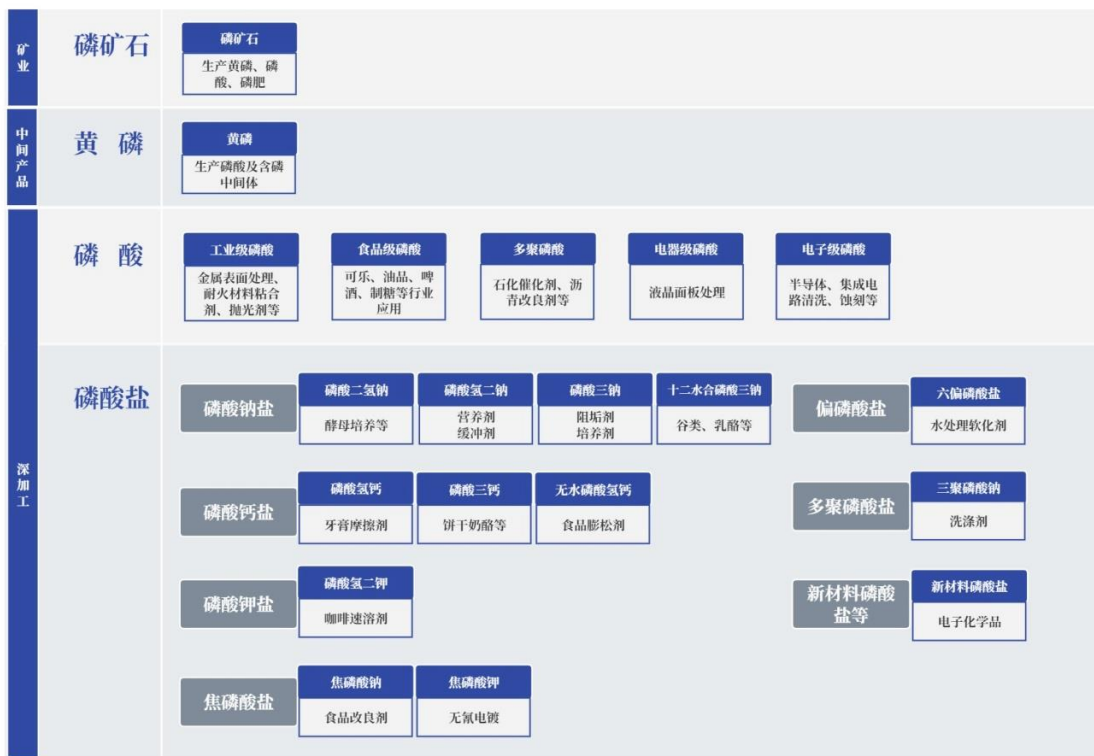 矿业
磷矿石
磷矿石
生产黄磷、磷
酸、磷肥
中间产品
黄 磷
黄磷
生产磷酸及含磷
中间体
深加工
磷 酸
工业级磷酸
金属表面处理、
耐火材料粘合
剂、抛光剂等
食品级磷酸
可乐、油品、啤
酒、制糖等行业
应用
多聚磷酸
石化催化剂、沥
青改良剂等
电器级磷酸
液晶面板处理
电子级磷酸
半导体、集成电
路清洗、蚀刻等
磷酸盐
磷酸钠盐
磷酸二氢钠
酵母培养等
磷酸氢二钠
营养剂
缓冲剂
磷酸三钠
阻垢剂
培养剂
十二水合磷酸三钠
谷类、乳酪等
偏磷酸盐
六偏磷酸盐
水处理软化剂
磷酸钙盐
磷酸氢钙
牙膏摩擦剂
磷酸三钙
饼干奶酪等
无水磷酸氢钙
食品膨松剂
多聚磷酸盐
三聚磷酸钠
洗涤剂
磷酸钾盐
磷酸氢二钾
咖啡速溶剂
新材料磷酸
盐等
新材料磷酸盐
电子化学品
焦磷酸盐
焦磷酸钠
食品改良剂
焦磷酸钾
无氰电镀